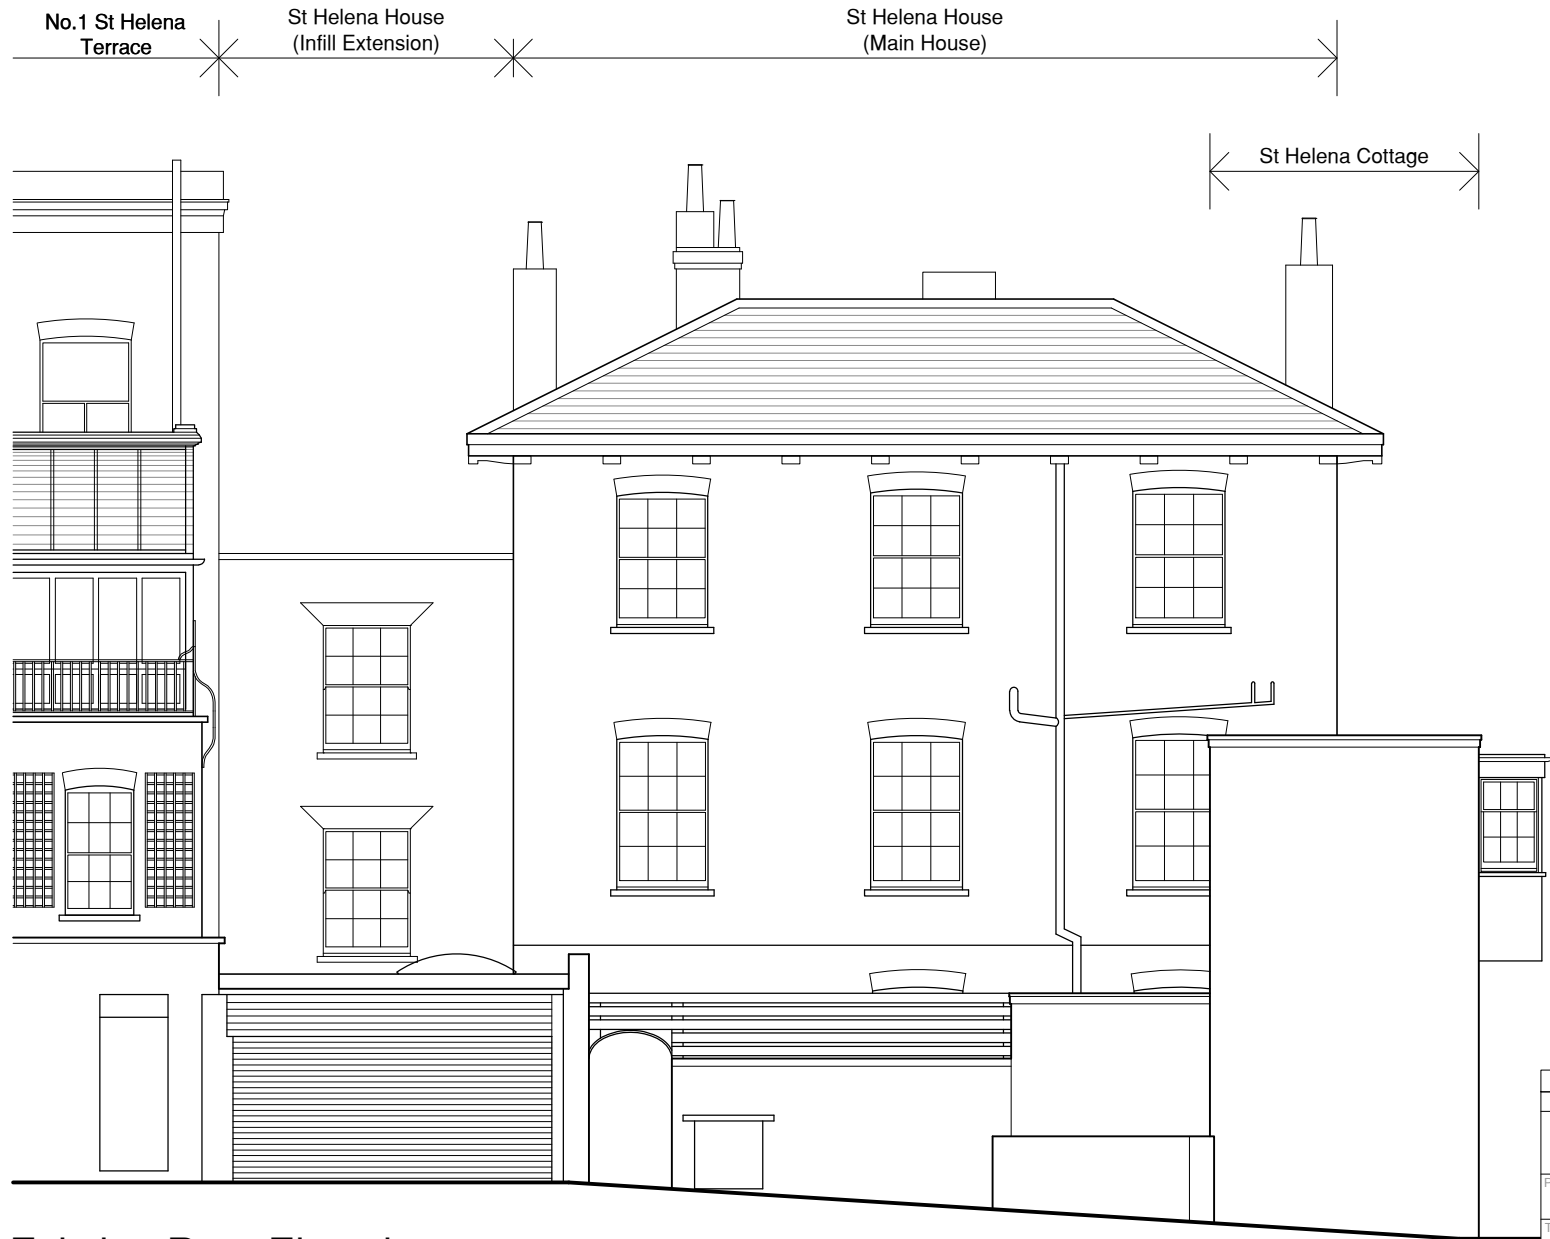 No.1 St Helena
Terrace
St Helena House
(Infill Extension)
St Helena House
(Main House)
St Helena Cottage